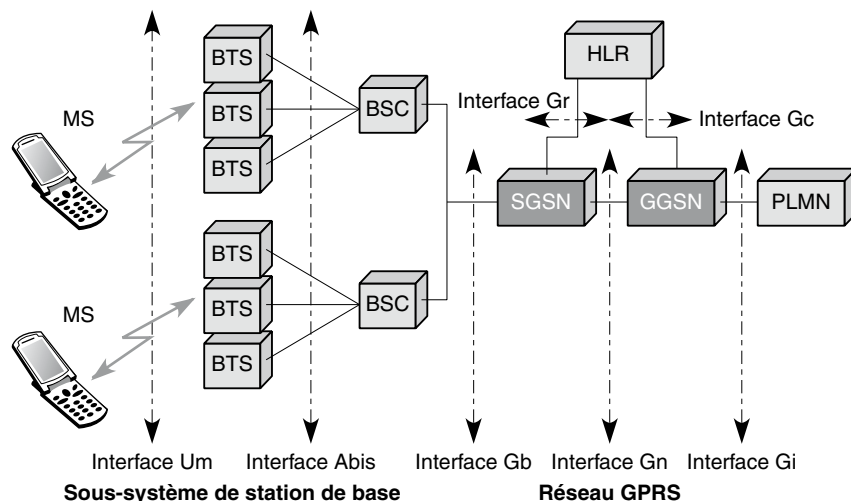 BTS
HLR
BTS
BSC
MS
Interface Gr
Interface Gc
BTS
SGSN
GGSN
PLMN
BTS
MS
BTS
BSC
BTS
Interface Um
Interface Abis
Interface Gb
Interface Gn
Interface Gi
Sous-système de station de base
Réseau GPRS